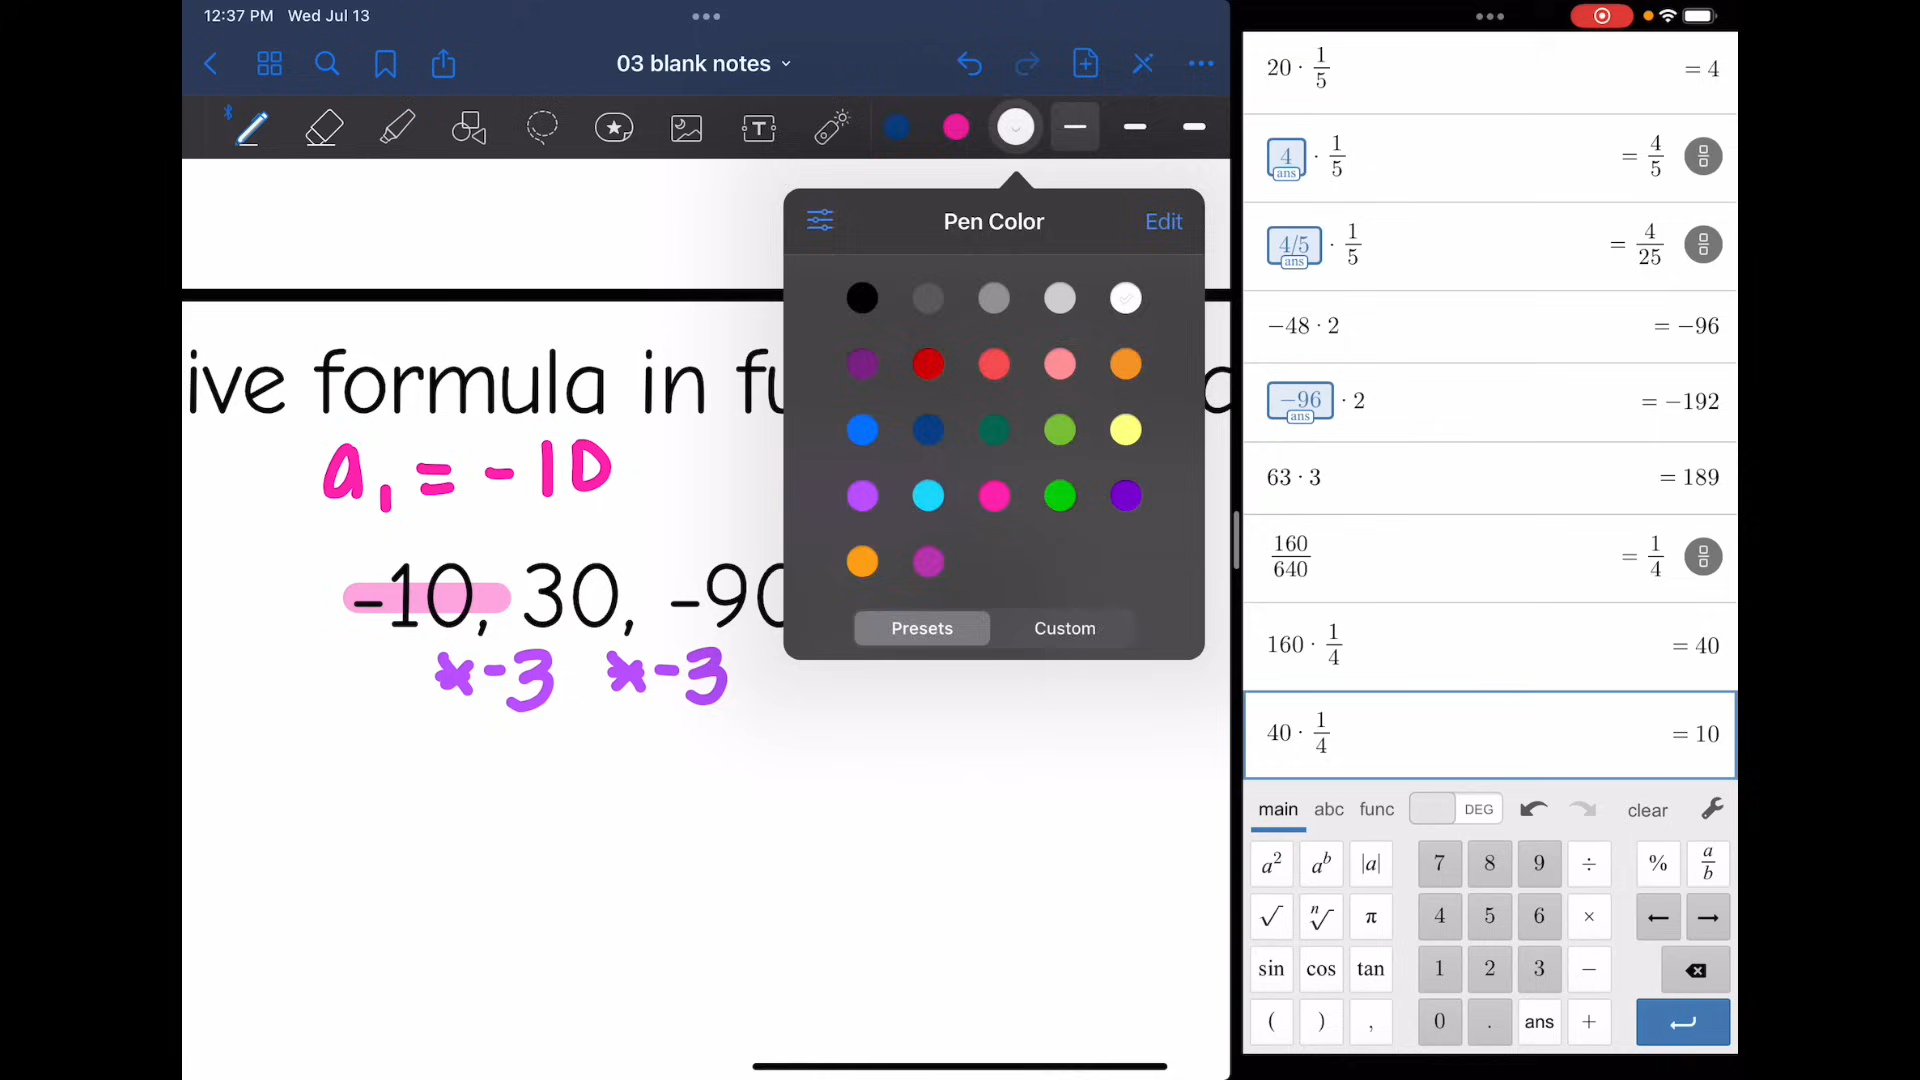 12:37 PM Wed Jul 13
03 blank notes
T
Pen Color
Edit
Presets
Custom
ive formula in fu
a₁ = -10
-10, 30, -90
*-3 *-3
20 · 1/5 = 4
4 ans · 1/5 = 4/5
4/5 ans · 1/5 = 4/25
−48 · 2 = −96
−96 ans · 2 = −192
63 · 3 = 189
160/640 = 1/4
160 · 1/4 = 40
40 · 1/4 = 10
main abc func DEG clear
a² aᵇ |a| 7 8 9 ÷ % a/b
√ ⁿ√ π 4 5 6 × ← →
sin cos tan 1 2 3 −
( ) , 0 . ans +